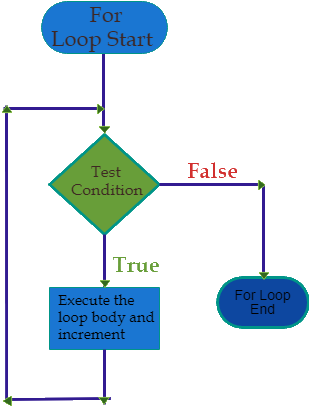 For
Loop Start
Test
Condition
False
True
Execute the
loop body and
increment
For Loop
End